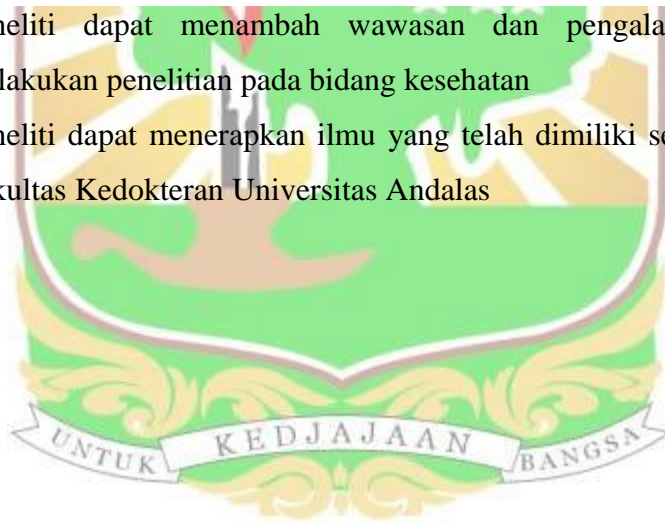 neliti dapat menambah wawasan dan pengala
lakukan penelitian pada bidang kesehatan
neliti dapat menerapkan ilmu yang telah dimiliki se
kultas Kedokteran Universitas Andalas
UNTUK KEDJAJAAN BANGSA